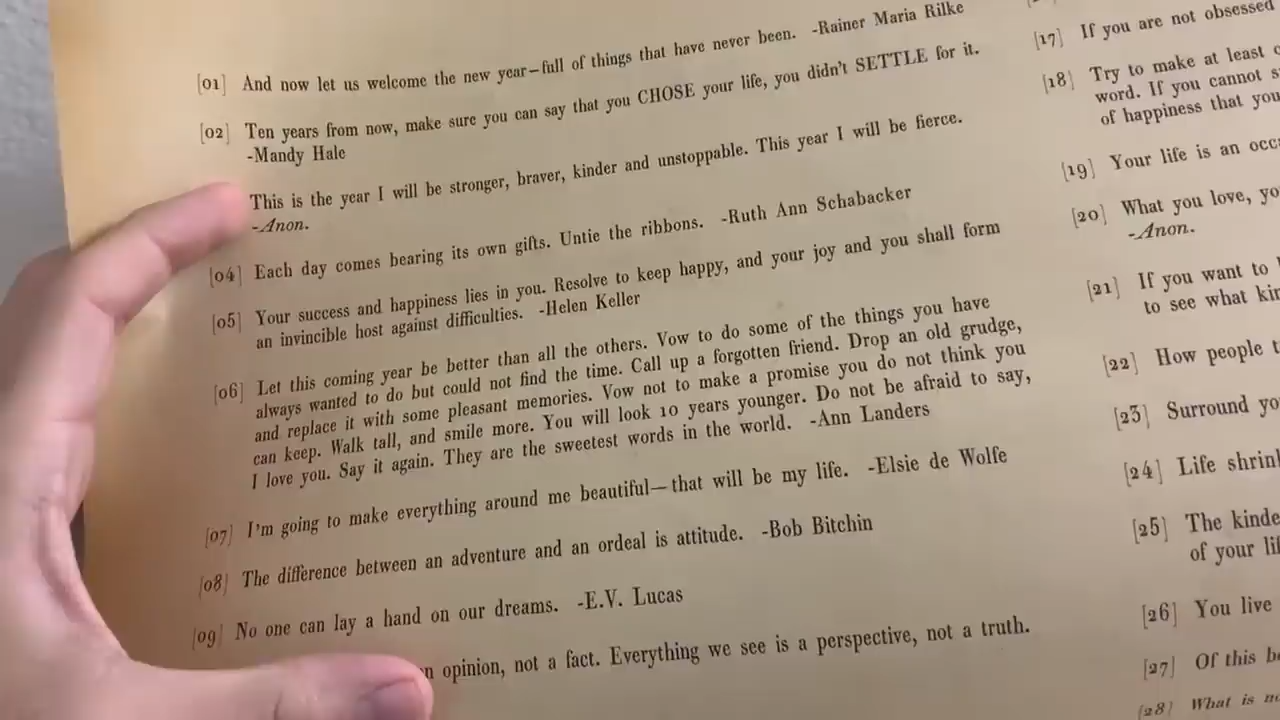 [01] And now let us welcome the new year—full of things that have never been. -Rainer Maria Rilke
[02] Ten years from now, make sure you can say that you CHOSE your life, you didn't SETTLE for it.
-Mandy Hale
This is the year I will be stronger, braver, kinder and unstoppable. This year I will be fierce.
-Anon.
[04] Each day comes bearing its own gifts. Untie the ribbons. -Ruth Ann Schabacker
[05] Your success and happiness lies in you. Resolve to keep happy, and your joy and you shall form
an invincible host against difficulties. -Helen Keller
[06] Let this coming year be better than all the others. Vow to do some of the things you have
always wanted to do but could not find the time. Call up a forgotten friend. Drop an old grudge,
and replace it with some pleasant memories. Vow not to make a promise you do not think you
can keep. Walk tall, and smile more. You will look 10 years younger. Do not be afraid to say,
I love you. Say it again. They are the sweetest words in the world. -Ann Landers
[07] I'm going to make everything around me beautiful—that will be my life. -Elsie de Wolfe
[08] The difference between an adventure and an ordeal is attitude. -Bob Bitchin
[09] No one can lay a hand on our dreams. -E.V. Lucas
opinion, not a fact. Everything we see is a perspective, not a truth.
[17] If you are not obsessed
[18] Try to make at least
word. If you cannot
of happiness that you
[19] Your life is an
[20] What you love,
-Anon.
[21] If you want to
to see what
[22] How people
[23] Surround
[24] Life
[25] The
of your
[26] You live
[27] Of this
[28] What is